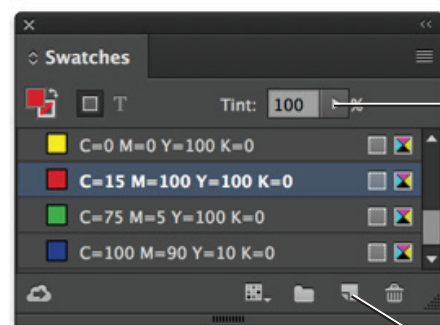 Swatches
T Tint: 100 %
C=0 M=0 Y=100 K=0
C=15 M=100 Y=100 K=0
C=75 M=5 Y=100 K=0
C=100 M=90 Y=10 K=0